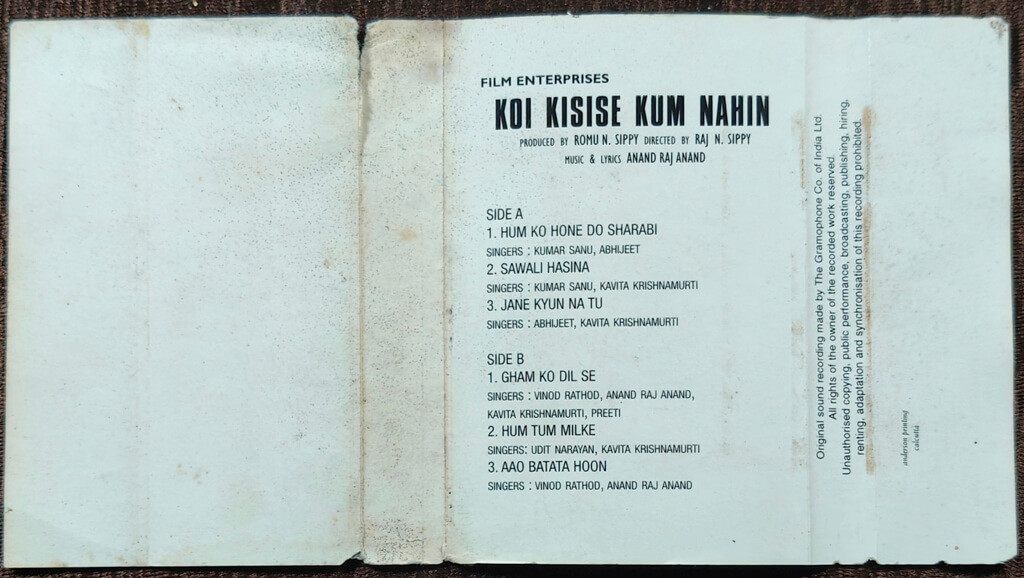 FILM ENTERPRISES
KOI KISISE KUM NAHIN
PRODUCED BY ROMU N. SIPPY DIRECTED BY RAJ N. SIPPY
MUSIC & LYRICS ANAND RAJ ANAND
SIDE A
1. HUM KO HONE DO SHARABI
SINGERS : KUMAR SANU, ABHIJEET
2. SAWALI HASINA
SINGERS : KUMAR SANU, KAVITA KRISHNAMURTI
3. JANE KYUN NA TU
SINGERS : ABHIJEET, KAVITA KRISHNAMURTI
SIDE B
1. GHAM KO DIL SE
SINGERS : VINOD RATHOD, ANAND RAJ ANAND,
KAVITA KRISHNAMURTI, PREETI
2. HUM TUM MILKE
SINGERS: UDIT NARAYAN, KAVITA KRISHNAMURTI
3. AAO BATATA HOON
SINGERS : VINOD RATHOD, ANAND RAJ ANAND
Original sound recording made by The Gramophone Co. of India Ltd.
All rights of the owner of the recorded work reserved.
Unauthorised copying, public performance, broadcasting, publishing, hiring,
renting, adaptation and synchronisation of this recording prohibited.
anderson printing
calcutta